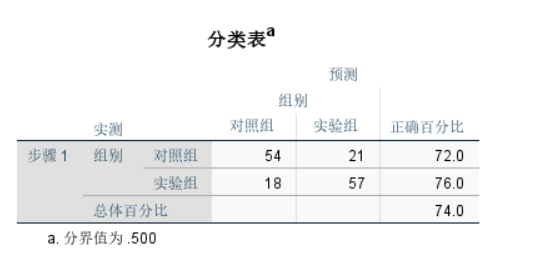 分类表a
预测
组别
实测 对照组 实验组 正确百分比
步骤 1 组别 对照组 54 21 72.0
实验组 18 57 76.0
总体百分比 74.0
a. 分界值为 .500